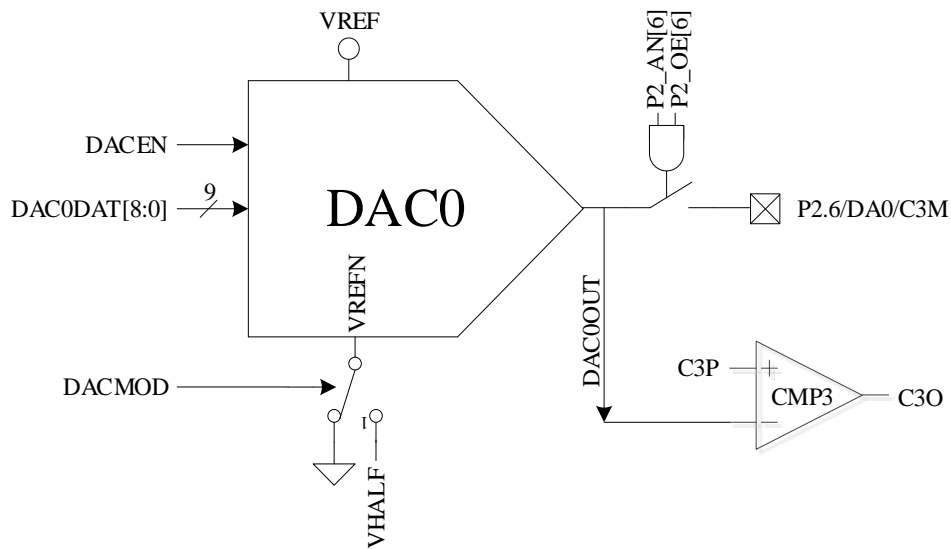 VREF
P2_AN[6]
P2_OE[6]
DACEN
DAC0DAT[8:0]
9
DAC0
P2.6/DA0/C3M
VREFN
DAC0OUT
DACMOD
C3P
+
CMP3
C3O
−
1
VHALF